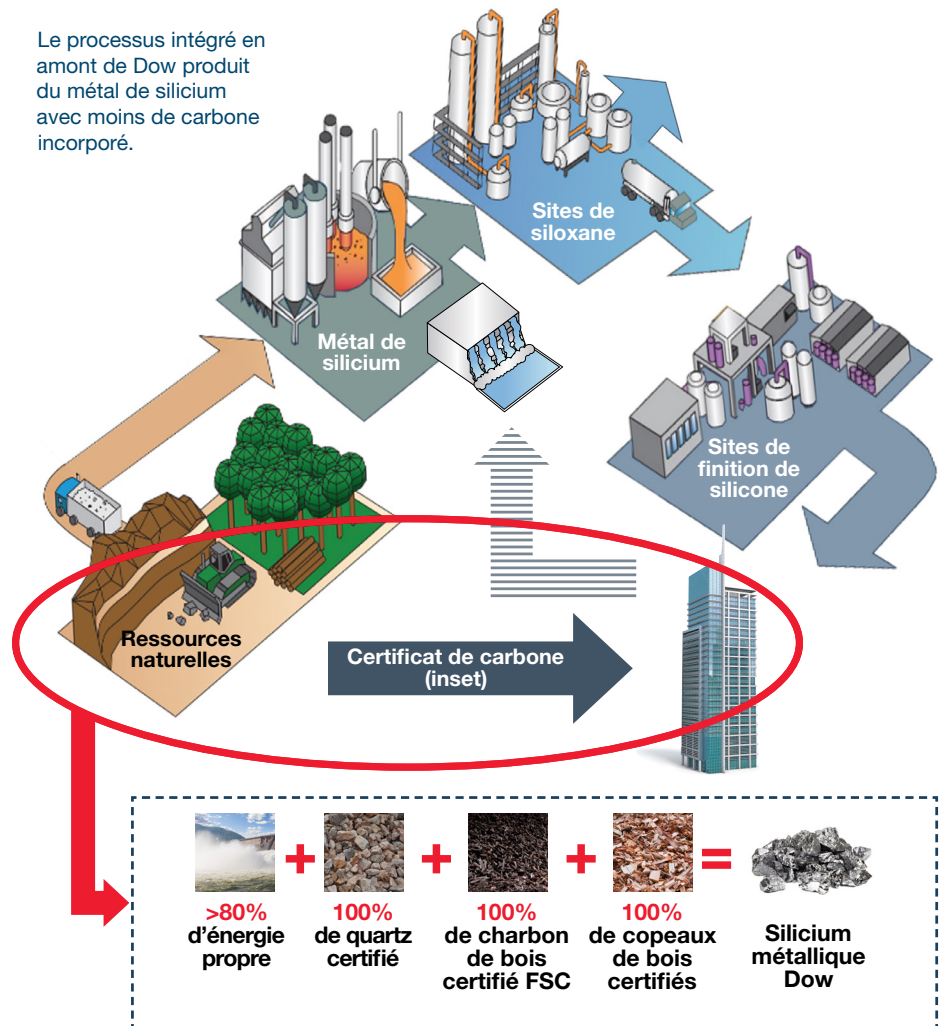 Le processus intégré en
amont de Dow produit
du métal de silicium
avec moins de carbone
incorporé.
Sites de
siloxane
Métal de
silicium
Sites de
finition de
silicone
Ressources
naturelles
Certificat de carbone
(inset)
>80%
d’énergie
propre
+
100%
de quartz
certifié
+
100%
de charbon
de bois
certifié FSC
+
100%
de copeaux
de bois
certifiés
=
Silicium
métallique
Dow